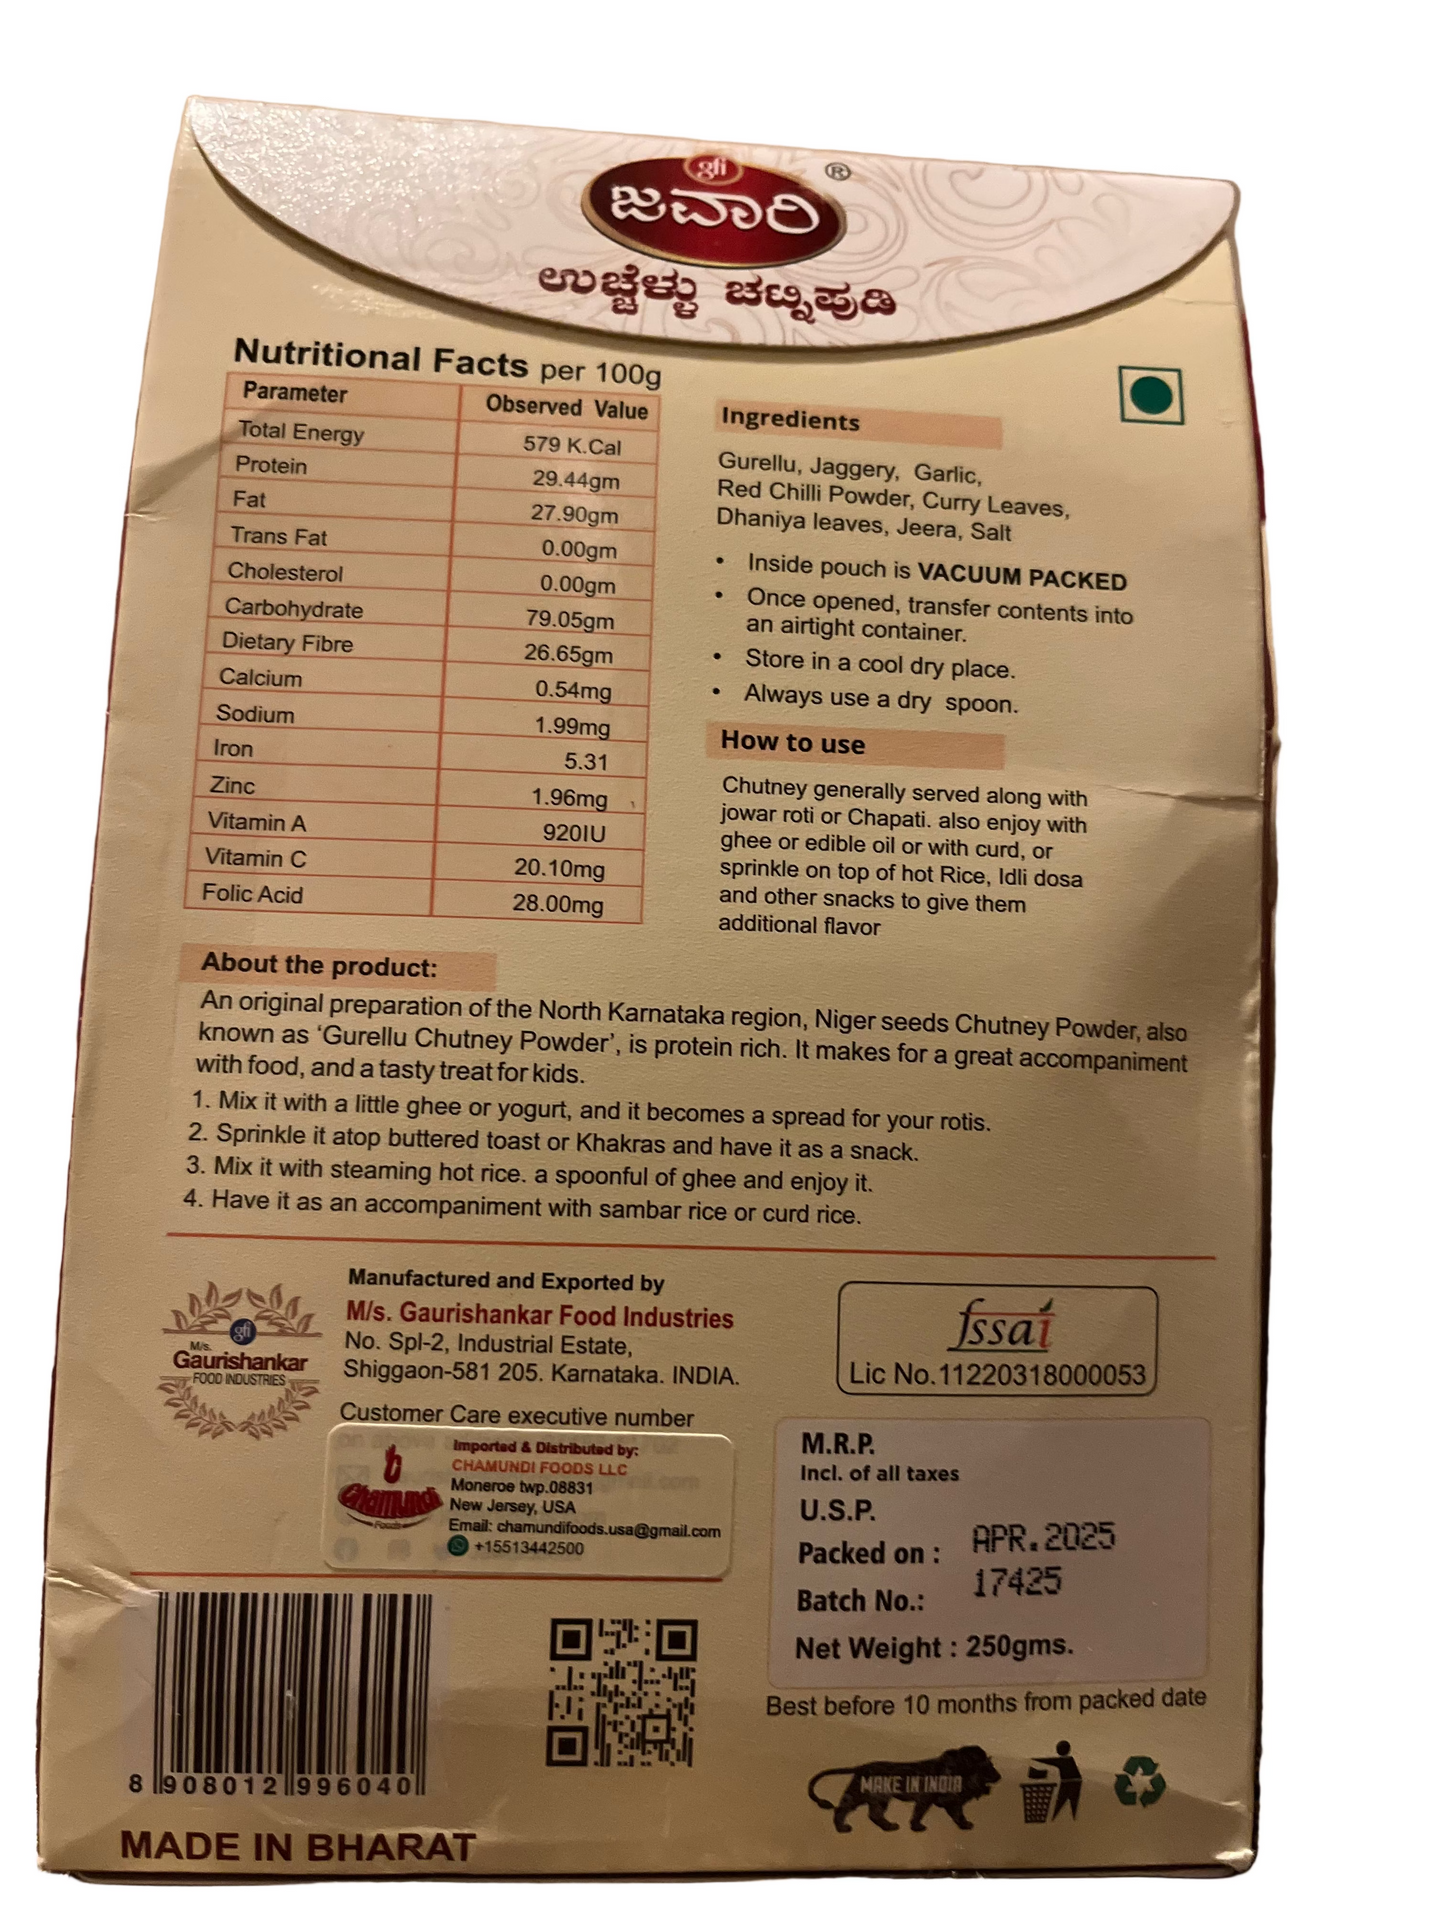 gfi
ಜವಾರಿ ®
ಉಚ್ಚೆಳ್ಳು ಚಟ್ನಿಪುಡಿ
Nutritional Facts per 100g
Parameter Observed Value
Total Energy 579 K.Cal
Protein 29.44gm
Fat 27.90gm
Trans Fat 0.00gm
Cholesterol 0.00gm
Carbohydrate 79.05gm
Dietary Fibre 26.65gm
Calcium 0.54mg
Sodium 1.99mg
Iron 5.31
Zinc 1.96mg
Vitamin A 920IU
Vitamin C 20.10mg
Folic Acid 28.00mg
Ingredients
Gurellu, Jaggery, Garlic,
Red Chilli Powder, Curry Leaves,
Dhaniya leaves, Jeera, Salt
• Inside pouch is VACUUM PACKED
• Once opened, transfer contents into
an airtight container.
• Store in a cool dry place.
• Always use a dry spoon.
How to use
Chutney generally served along with
jowar roti or Chapati. also enjoy with
ghee or edible oil or with curd, or
sprinkle on top of hot Rice, Idli dosa
and other snacks to give them
additional flavor
About the product:
An original preparation of the North Karnataka region, Niger seeds Chutney Powder, also
known as ‘Gurellu Chutney Powder’, is protein rich. It makes for a great accompaniment
with food, and a tasty treat for kids.
1. Mix it with a little ghee or yogurt, and it becomes a spread for your rotis.
2. Sprinkle it atop buttered toast or Khakras and have it as a snack.
3. Mix it with steaming hot rice. a spoonful of ghee and enjoy it.
4. Have it as an accompaniment with sambar rice or curd rice.
gfi
M/s.
Gaurishankar
FOOD INDUSTRIES
Manufactured and Exported by
M/s. Gaurishankar Food Industries
No. Spl-2, Industrial Estate,
Shiggaon-581 205. Karnataka. INDIA.
Customer Care executive number
Chamundi
Foods
Imported & Distributed by:
CHAMUNDI FOODS LLC
Moneroe twp.08831
New Jersey, USA
Email: chamundifoods.usa@gmail.com
+15513442500
fssai
Lic No.11220318000053
M.R.P.
Incl. of all taxes
U.S.P.
Packed on : APR.2025
Batch No.: 17425
Net Weight : 250gms.
Best before 10 months from packed date
8 908012 996040
MAKE IN INDIA
MADE IN BHARAT